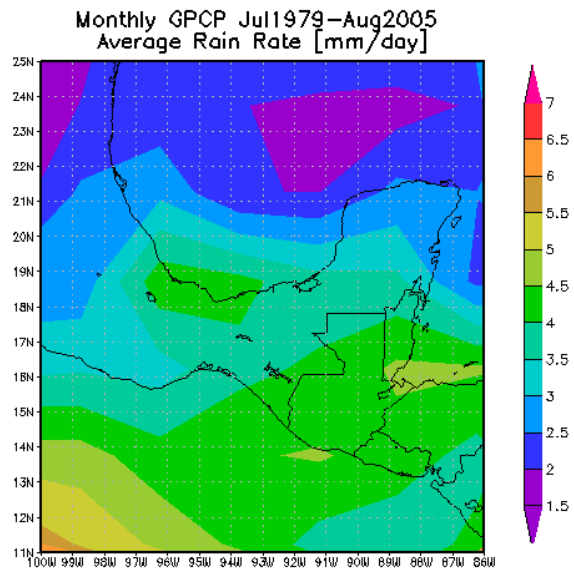 Monthly GPCP Jul1979-Aug2005
Average Rain Rate [mm/day]
25N
24N
23N
22N
21N
20N
19N
18N
17N
16N
15N
14N
13N
12N
11N
100W 99W 98W 97W 96W 95W 94W 93W 92W 91W 90W 89W 88W 87W 86W
7
6.5
6
5.5
5
4.5
4
3.5
3
2.5
2
1.5